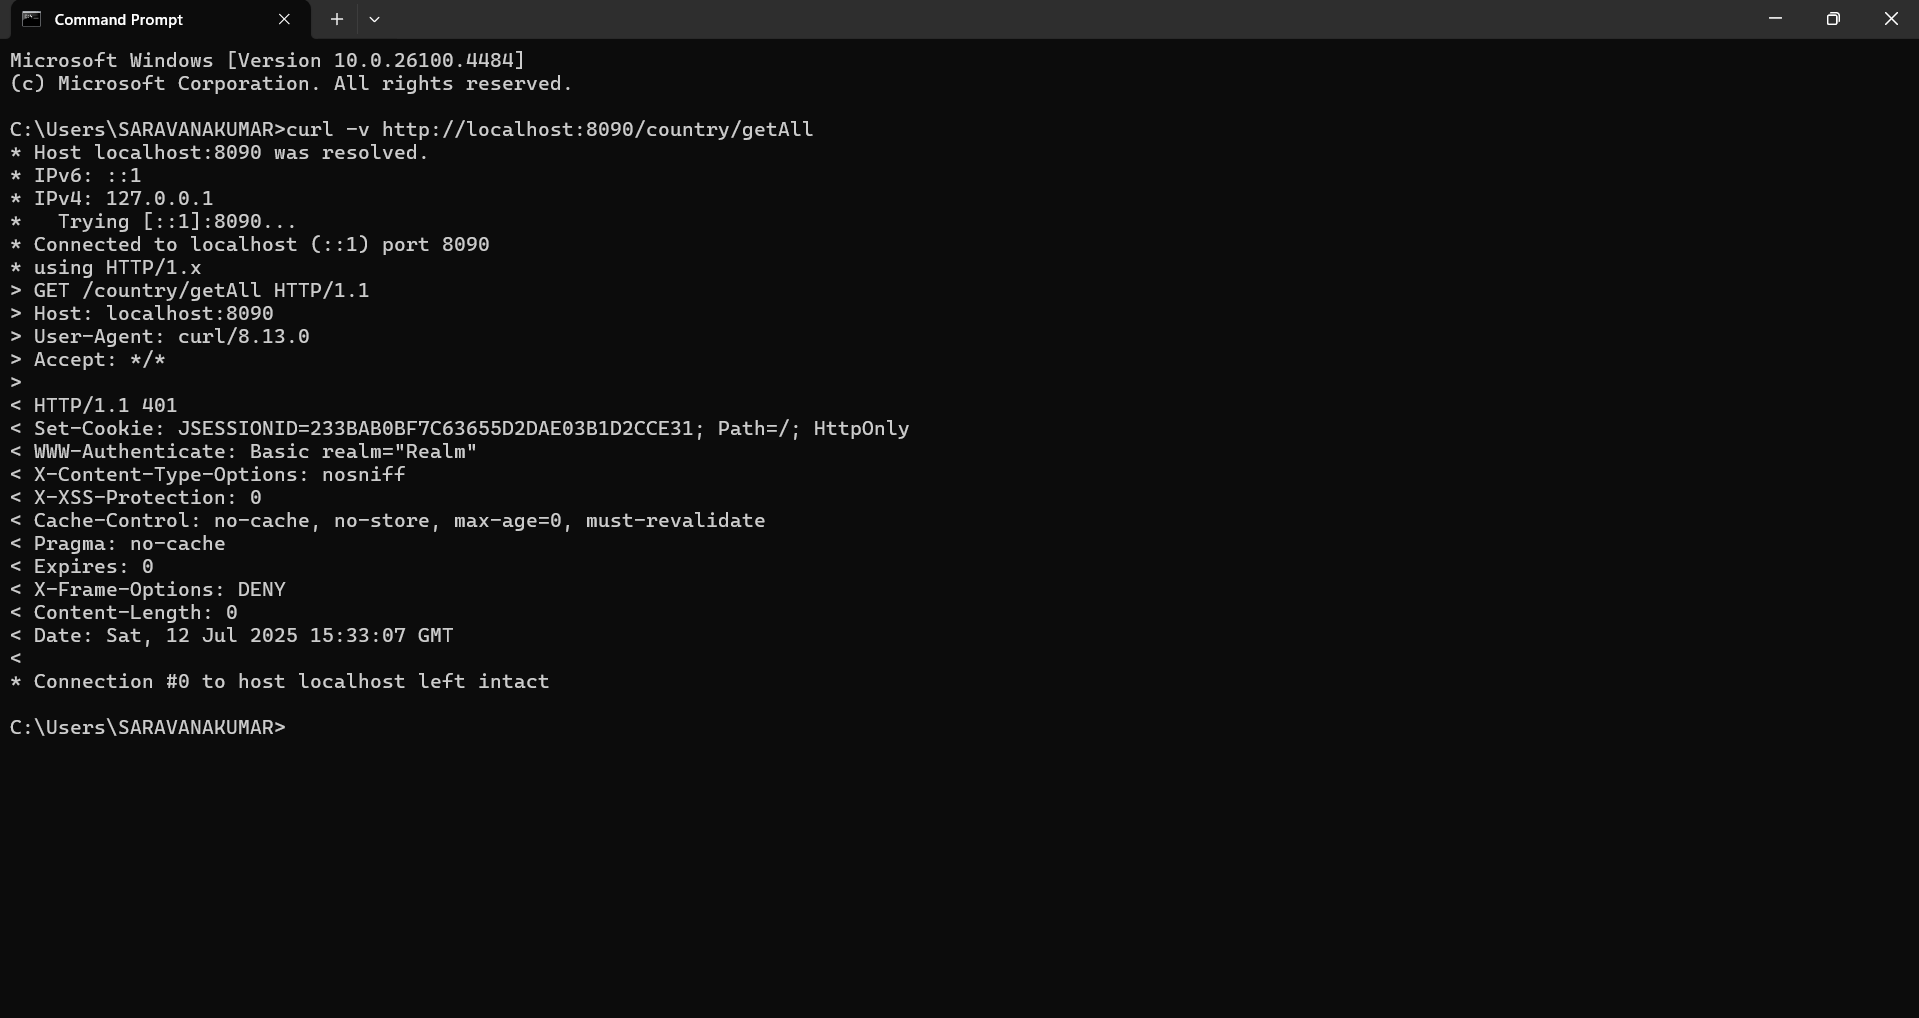 Command Prompt
Microsoft Windows [Version 10.0.26100.4484]
(c) Microsoft Corporation. All rights reserved.
C:\Users\SARAVANAKUMAR>curl -v http://localhost:8090/country/getAll
* Host localhost:8090 was resolved.
* IPv6: ::1
* IPv4: 127.0.0.1
*   Trying [::1]:8090...
* Connected to localhost (::1) port 8090
* using HTTP/1.x
> GET /country/getAll HTTP/1.1
> Host: localhost:8090
> User-Agent: curl/8.13.0
> Accept: */*
>
< HTTP/1.1 401
< Set-Cookie: JSESSIONID=233BAB0BF7C63655D2DAE03B1D2CCE31; Path=/; HttpOnly
< WWW-Authenticate: Basic realm="Realm"
< X-Content-Type-Options: nosniff
< X-XSS-Protection: 0
< Cache-Control: no-cache, no-store, max-age=0, must-revalidate
< Pragma: no-cache
< Expires: 0
< X-Frame-Options: DENY
< Content-Length: 0
< Date: Sat, 12 Jul 2025 15:33:07 GMT
<
* Connection #0 to host localhost left intact
C:\Users\SARAVANAKUMAR>